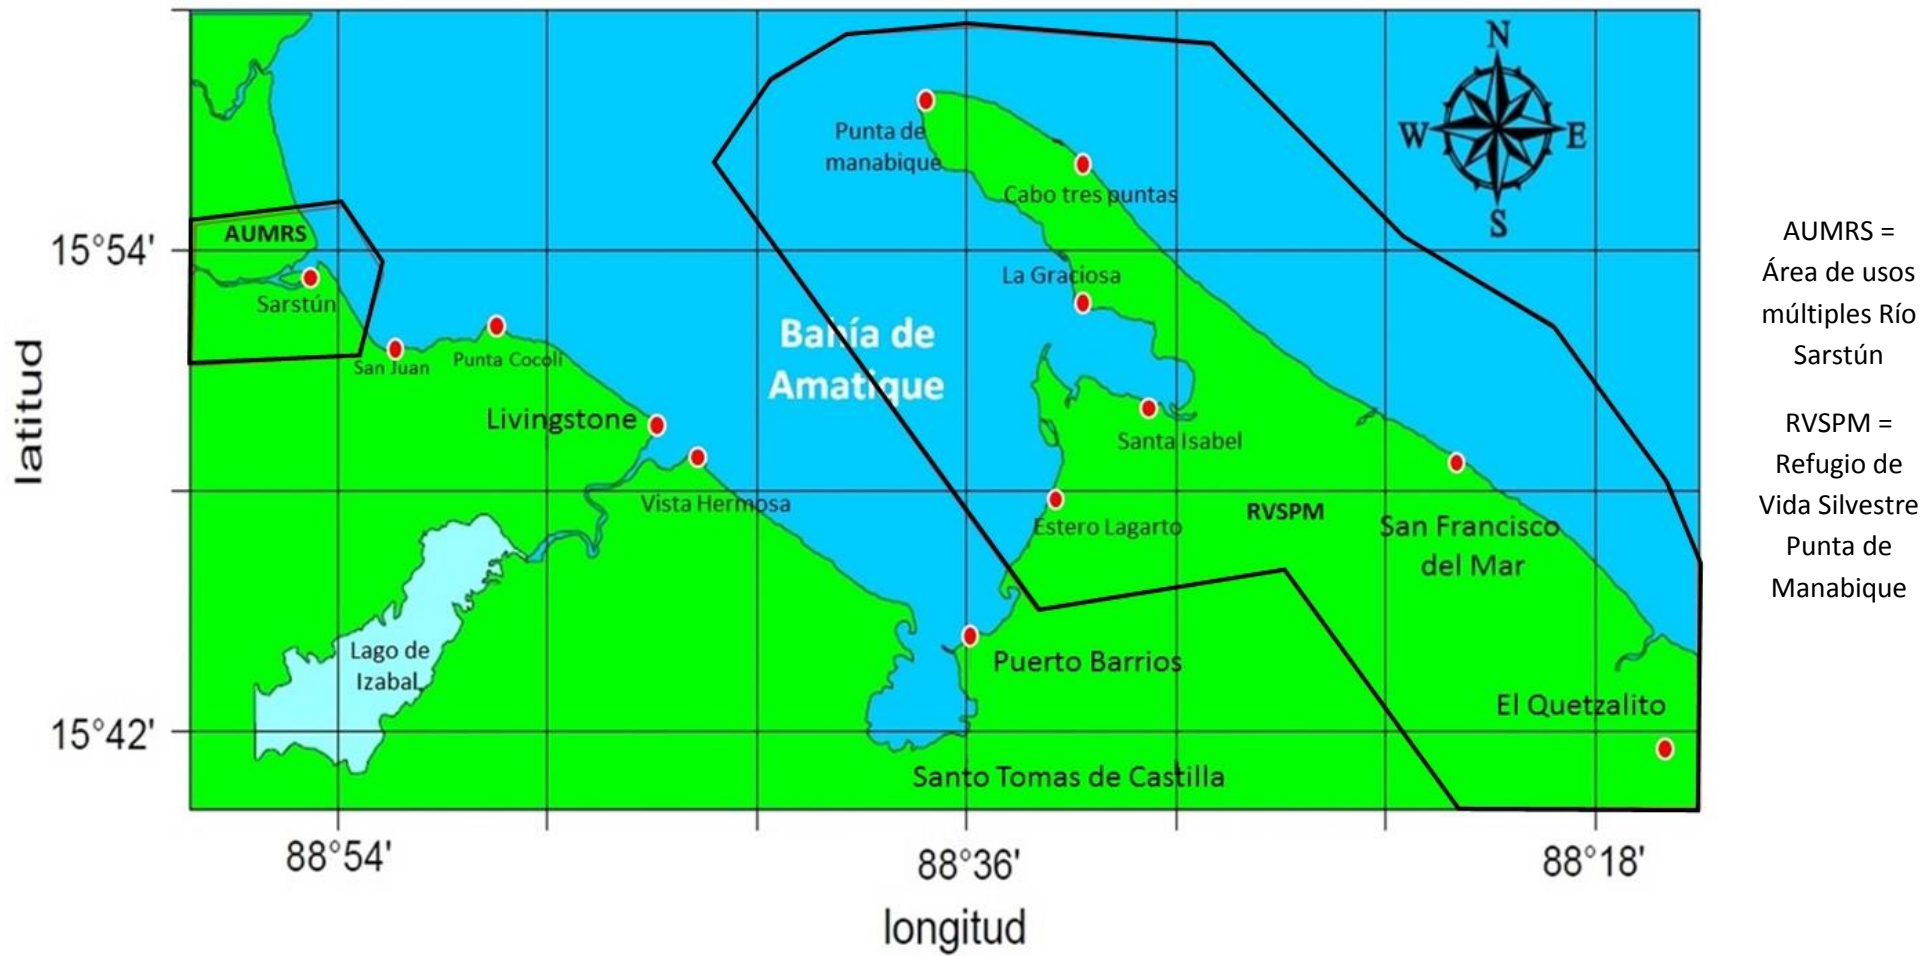 N
W
E
S
Punta de
manabique
Cabo tres puntas
AUMRS
15°54'
La Graciosa
Sarstún
Bahía de
Amatique
San Juan
Punta Cocoli
Livingstone
Santa Isabel
Vista Hermosa
Estero Lagarto
RVSPM
San Francisco
del Mar
Lago de
Izabal
Puerto Barrios
El Quetzalito
15°42'
Santo Tomas de Castilla
latitud
88°54'
88°36'
88°18'
longitud
AUMRS =
Área de usos
múltiples Río
Sarstún
RVSPM =
Refugio de
Vida Silvestre
Punta de
Manabique